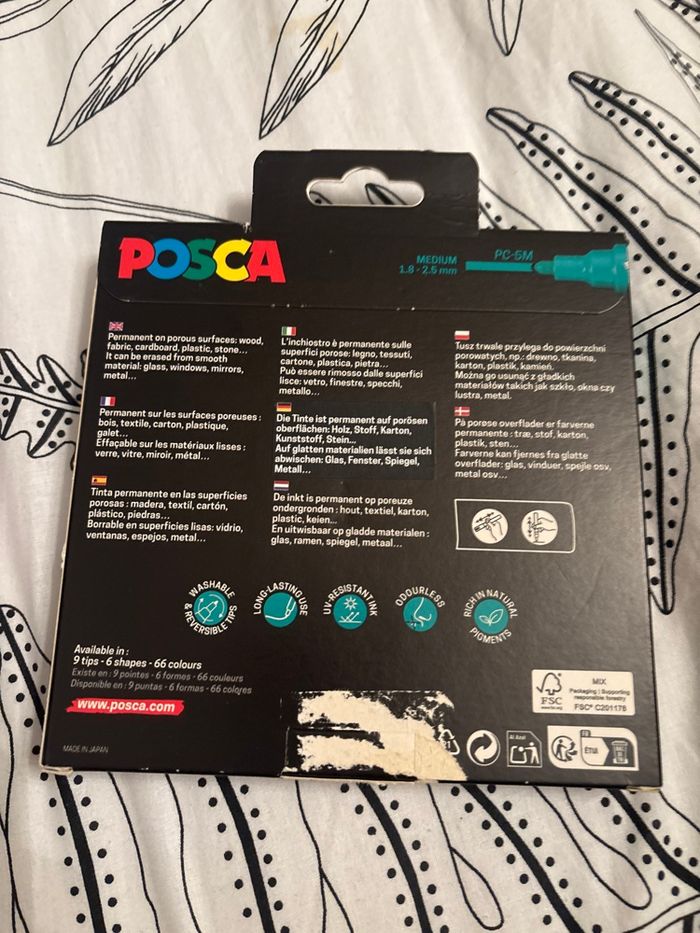 POSCA
MEDIUM
1.8 - 2.5 mm
PC-5M
Permanent on porous surfaces: wood,
fabric, cardboard, plastic, stone...
It can be erased from smooth
material: glass, windows, mirrors,
metal...
Permanent sur les surfaces poreuses :
bois, textile, carton, plastique,
galet...
Effaçable sur les matériaux lisses :
verre, vitre, miroir, métal...
Tinta permanente en las superficies
porosas : madera, textil, cartón,
plástico, piedras...
Borrable en superficies lisas: vidrio,
ventanas, espejos, metal...
L'inchiostro è permanente sulle
superfici porose: legno, tessuti,
cartone, plastica, pietra...
Può essere rimosso dalle superfici
lisce: vetro, finestre, specchi,
metallo...
Die Tinte ist permanent auf porösen
oberflächen: Holz, Stoff, Karton,
Kunststoff, Stein...
Auf glatten materialien lässt sie sich
abwischen: Glas, Fenster, Spiegel,
Metall...
De inkt is permanent op poreuze
ondergronden : hout, textiel, karton,
plastic, keien...
En uitwisbaar op gladde materialen :
glas, ramen, spiegel, metaal...
Tusz trwale przylega do powierzchni
porowatych, np.: drewno, tkanina,
karton, plastik, kamień.
Można go usunąć z gładkich
materiałów takich jak szkło, okna czy
lustra, metal.
På porøse overflader er farverne
permanente : træ, stof, karton,
plastik, sten...
Farverne kan fjernes fra glatte
overflader: glas, vinduer, spejle osv,
metal osv...
WASHABLE
& REVERSIBLE TIPS
LONG-LASTING USE
UV-RESISTANT INK
ODOURLESS
RICH IN NATURAL
PIGMENTS
Available in :
9 tips - 6 shapes - 66 colours
Existe en : 9 pointes - 6 formes - 66 couleurs
Disponible en : 9 puntas - 6 formas - 66 colores
www.posca.com
MADE IN JAPAN
FSC
www.fsc.org
MIX
Packaging | Supporting
responsible forestry
FSC® C201178
Al Azul
FR
ÉTUI